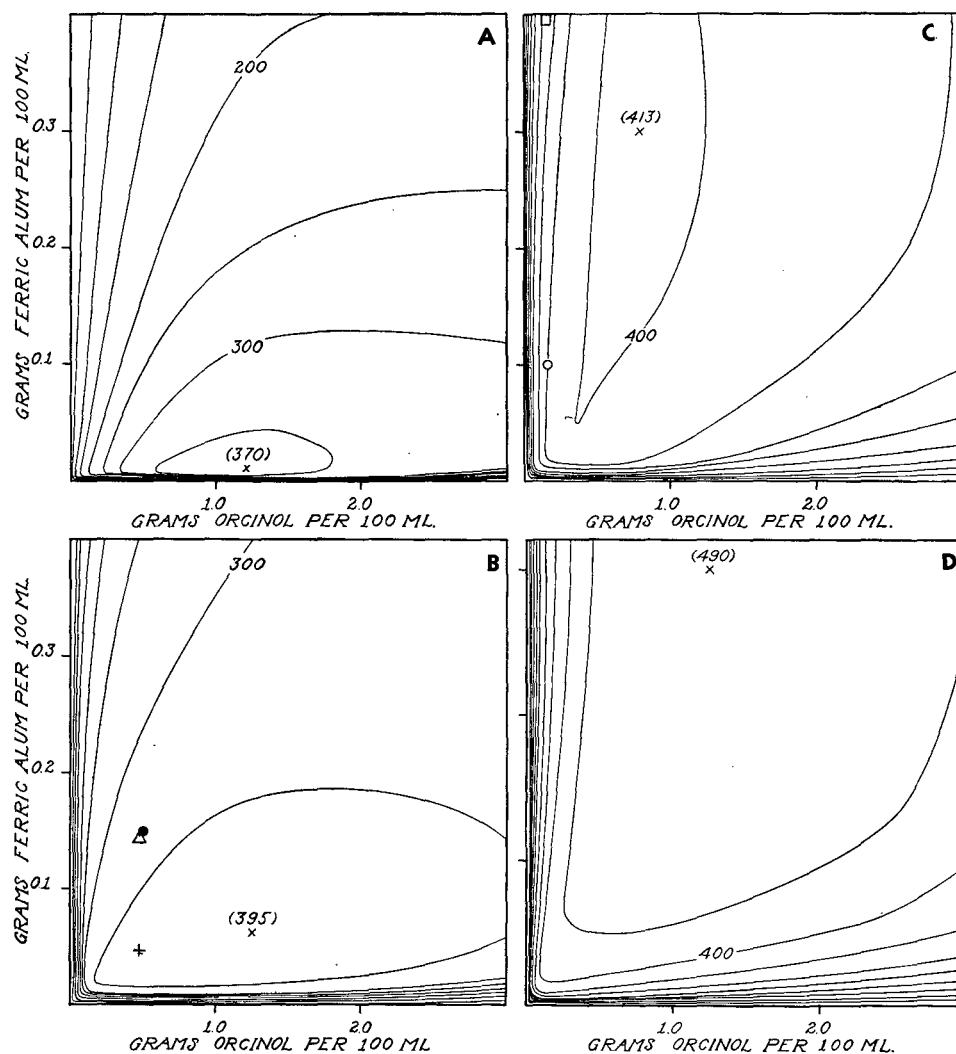 A
200
(370)
300
0.3
0.2
0.1
1.0
2.0
GRAMS FERRIC ALUM PER 100 ML.
GRAMS ORCINOL PER 100 ML.
C
(413)
400
1.0
2.0
GRAMS ORCINOL PER 100 ML.
B
300
(395)
0.3
0.2
0.1
1.0
2.0
GRAMS FERRIC ALUM PER 100 ML.
GRAMS ORCINOL PER 100 ML
D
(490)
400
1.0
2.0
GRAMS ORCINOL PER 100 ML.